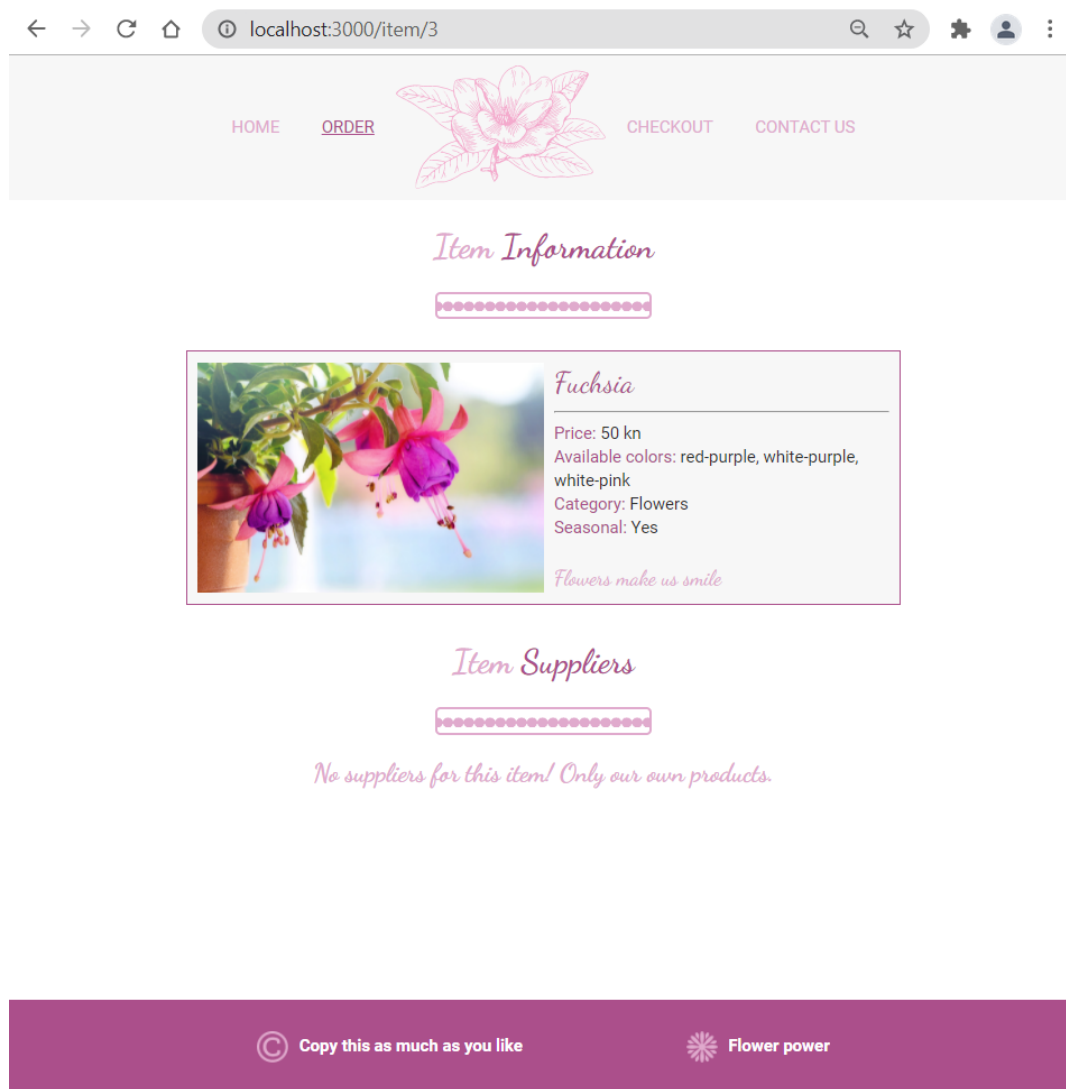 localhost:3000/item/3
HOME ORDER CHECKOUT CONTACT US
Item Information
Fuchsia
Price: 50 kn
Available colors: red-purple, white-purple,
white-pink
Category: Flowers
Seasonal: Yes
Flowers make us smile
Item Suppliers
No suppliers for this item! Only our own products.
© Copy this as much as you like
Flower power